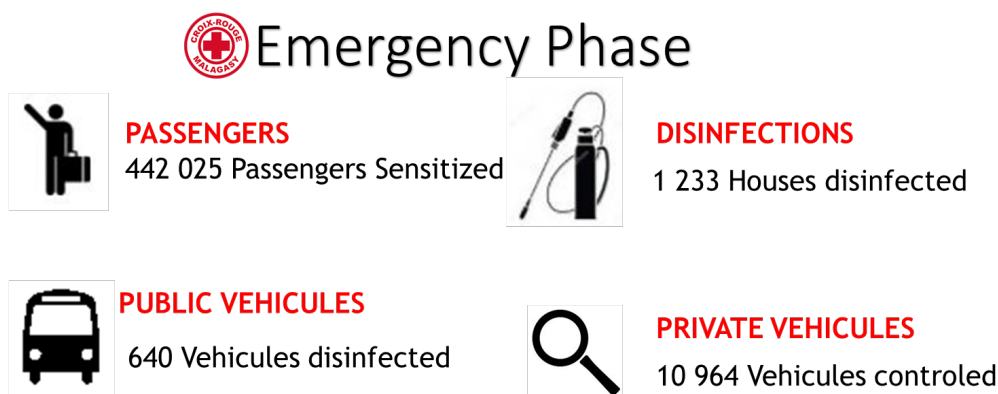 CROIX-ROUGE
MALAGASY
Emergency Phase
PASSENGERS
442 025 Passengers Sensitized
DISINFECTIONS
1 233 Houses disinfected
PUBLIC VEHICULES
640 Vehicules disinfected
PRIVATE VEHICULES
10 964 Vehicules controled